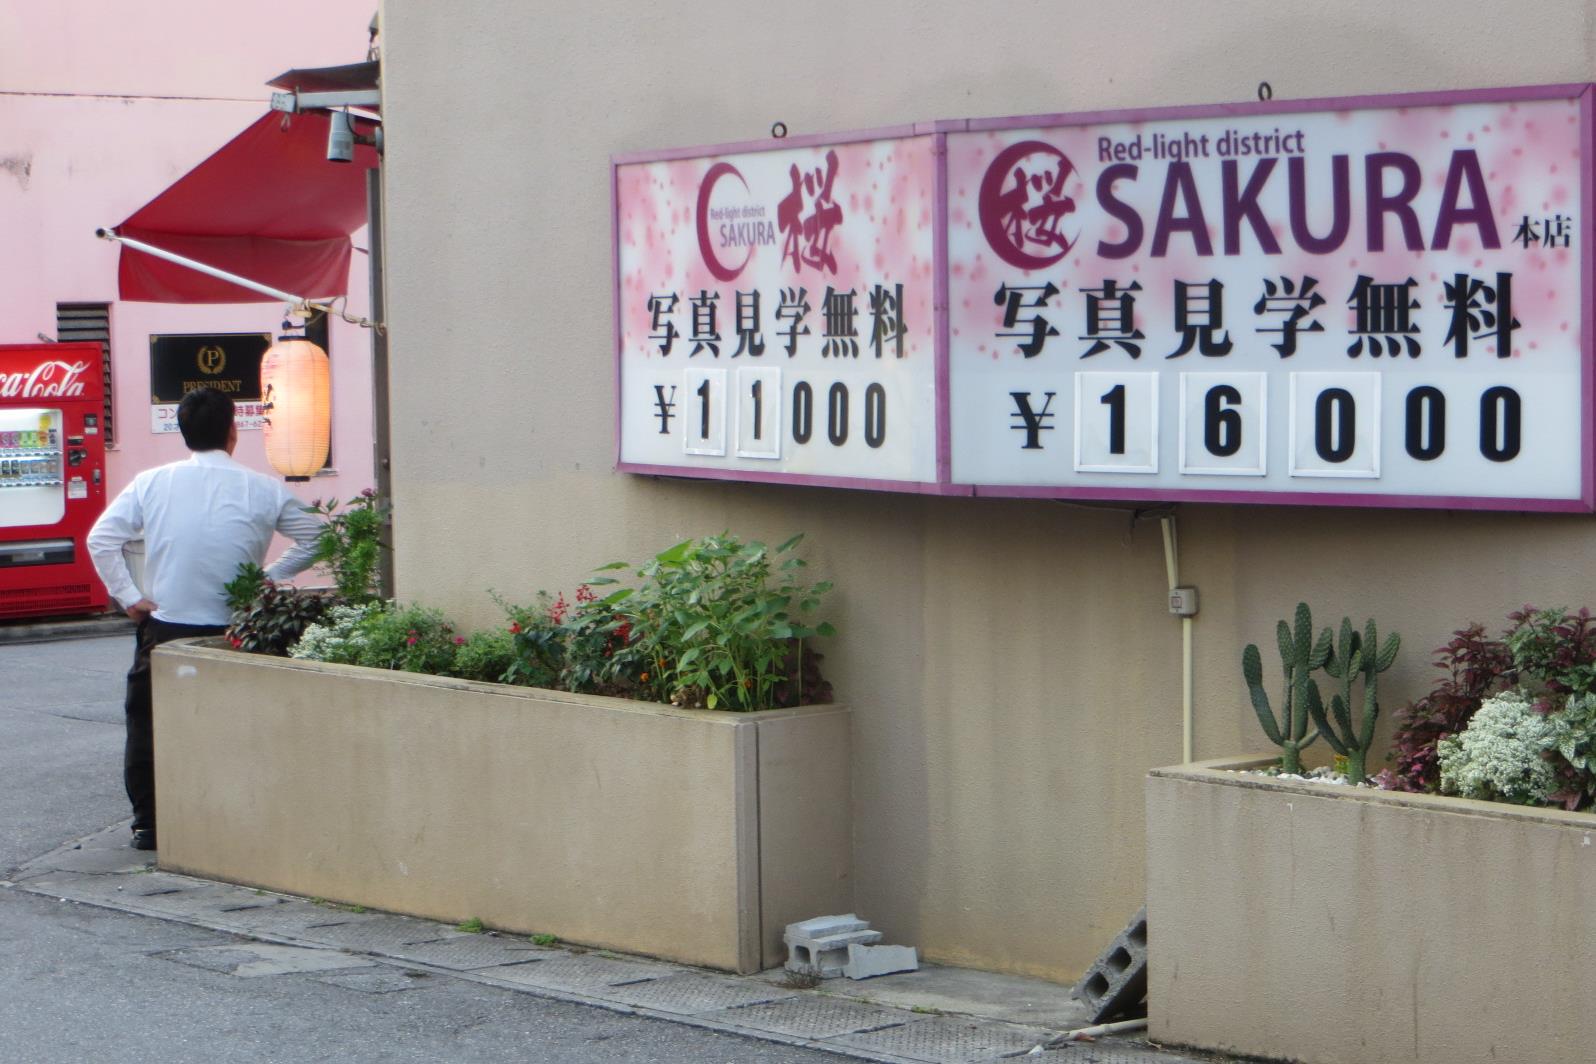 Coca-Cola
P
PRESIDENT
Red-light district
SAKURA
桜
写真見学無料
¥11000
桜
Red-light district
SAKURA 本店
写真見学無料
¥16000